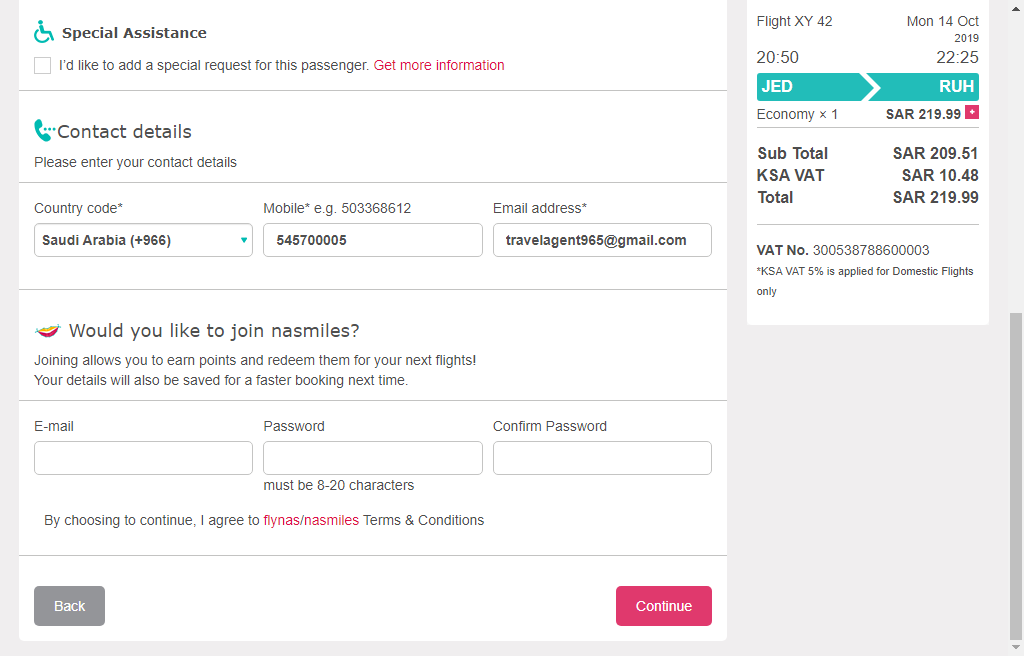 Special Assistance
I'd like to add a special request for this passenger. Get more information
Contact details
Please enter your contact details
Country code* Mobile* e.g. 503368612 Email address*
Saudi Arabia (+966) 545700005 travelagent965@gmail.com
Would you like to join nasmiles?
Joining allows you to earn points and redeem them for your next flights!
Your details will also be saved for a faster booking next time.
E-mail Password Confirm Password
must be 8-20 characters
By choosing to continue, I agree to flynas/nasmiles Terms & Conditions
Back Continue
Flight XY 42 Mon 14 Oct
2019
20:50 22:25
JED RUH
Economy × 1 SAR 219.99 +
Sub Total SAR 209.51
KSA VAT SAR 10.48
Total SAR 219.99
VAT No. 300538788600003
*KSA VAT 5% is applied for Domestic Flights
only